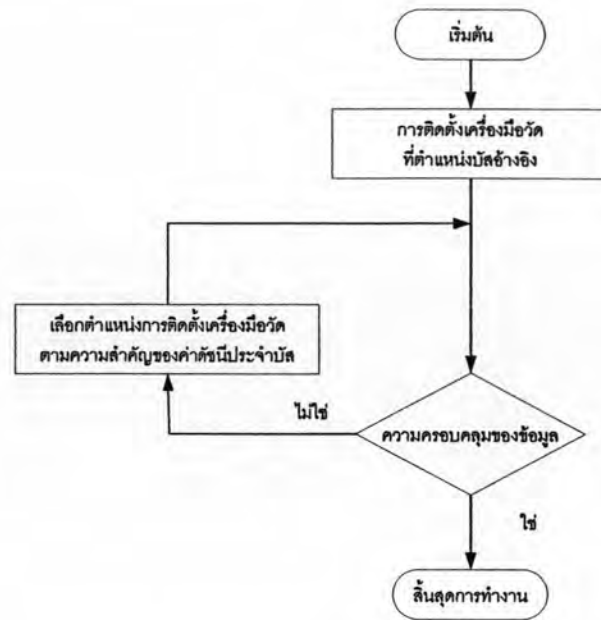 เริ่มต้น
การติดตั้งเครื่องมือวัด
ที่ตำแหน่งบัสอ้างอิง
เลือกตำแหน่งการติดตั้งเครื่องมือวัด
ตามความสำคัญของค่าดัชนีประจำบัส
ไม่ใช่
ความครอบคลุมของข้อมูล
ใช่
สิ้นสุดการทำงาน